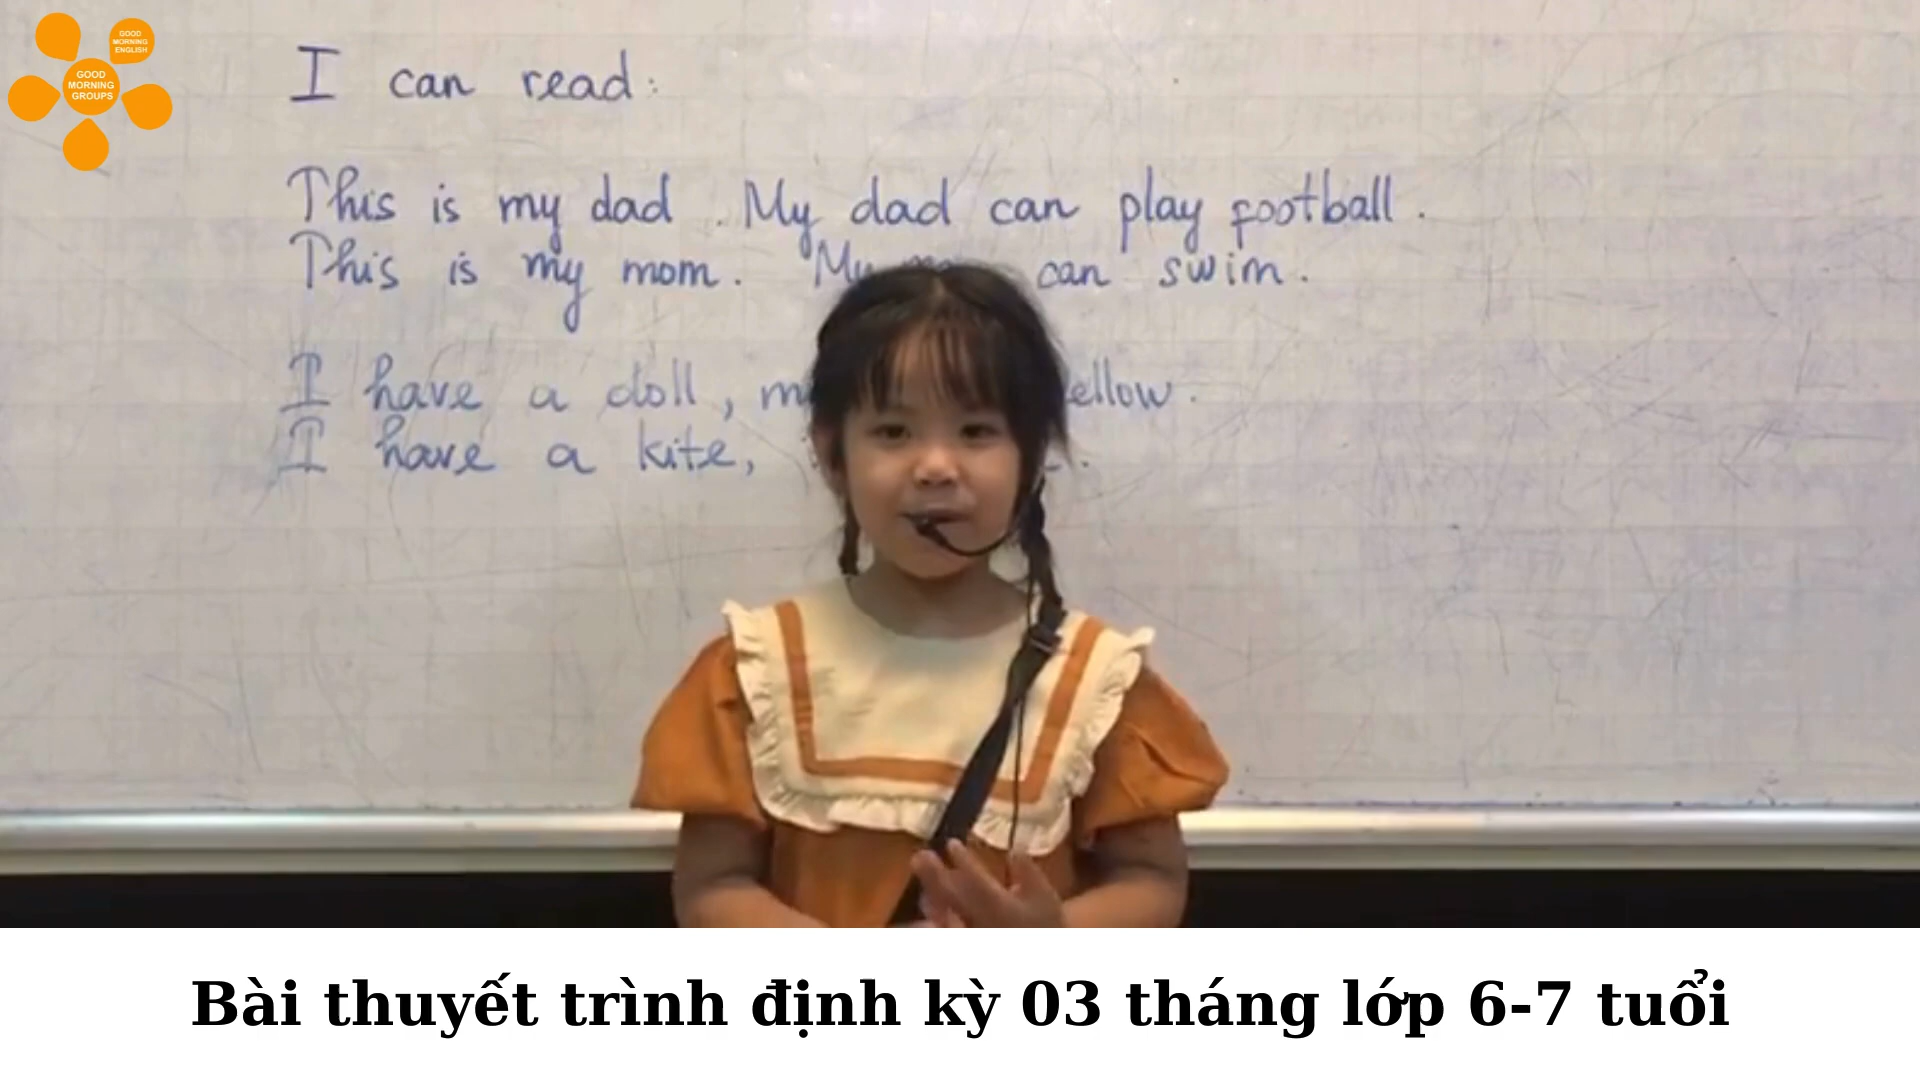 GOOD
MORNING
ENGLISH
GOOD
MORNING
GROUPS
I can read:
This is my dad. My dad can play football.
This is my mom. My can swim.
I have a doll,
I have a kite,
Bài thuyết trình định kỳ 03 tháng lớp 6-7 tuổi